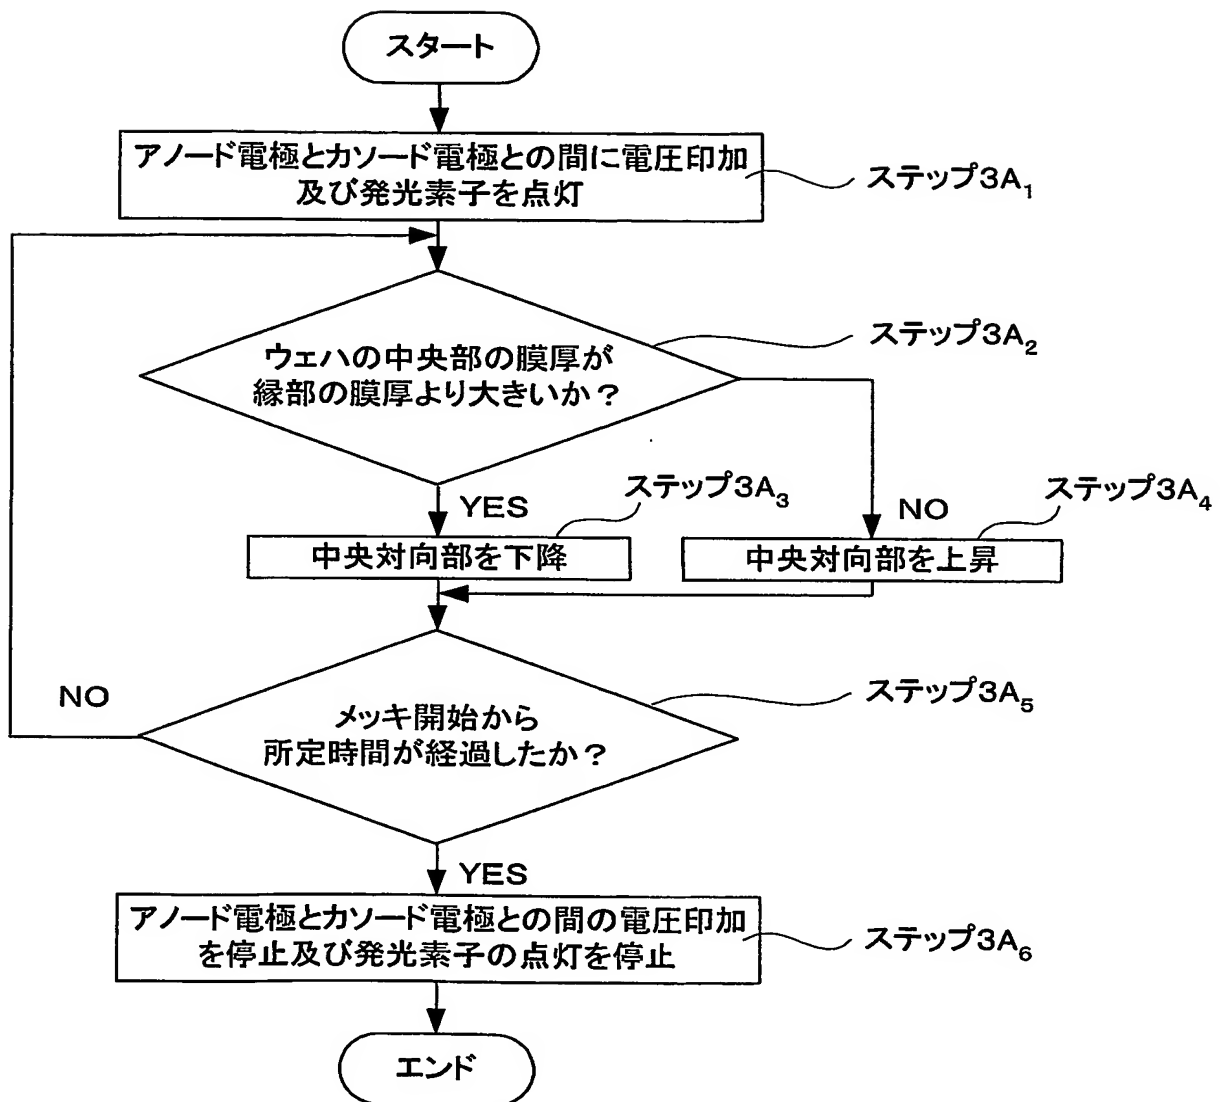 スタート
アノード電極とカソード電極との間に電圧印加
及び発光素子を点灯
ステップ3A₁
ウェハの中央部の膜厚が
縁部の膜厚より大きいか？
ステップ3A₂
YES
ステップ3A₃
NO
ステップ3A₄
中央対向部を下降
中央対向部を上昇
NO
メッキ開始から
所定時間が経過したか？
ステップ3A₅
YES
アノード電極とカソード電極との間の電圧印加
を停止及び発光素子の点灯を停止
ステップ3A₆
エンド